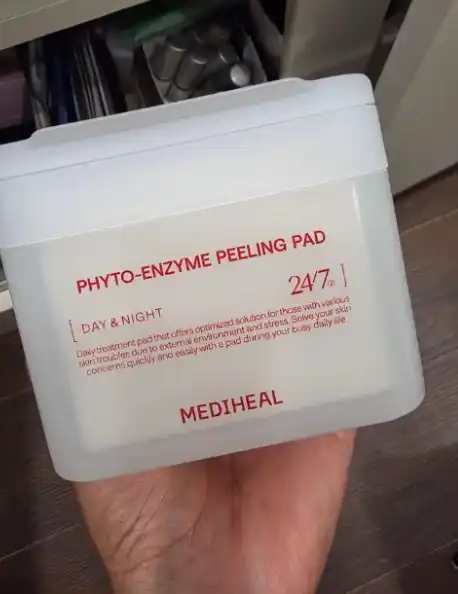 PHYTO-ENZYME PEELING PAD
24/7
[ DAY & NIGHT ]
Daily treatment pad that offers optimized solution for those with various
skin troubles due to external environment and stress. Solve your skin
concerns quickly and easily with a pad during your busy daily life.
MEDIHEAL